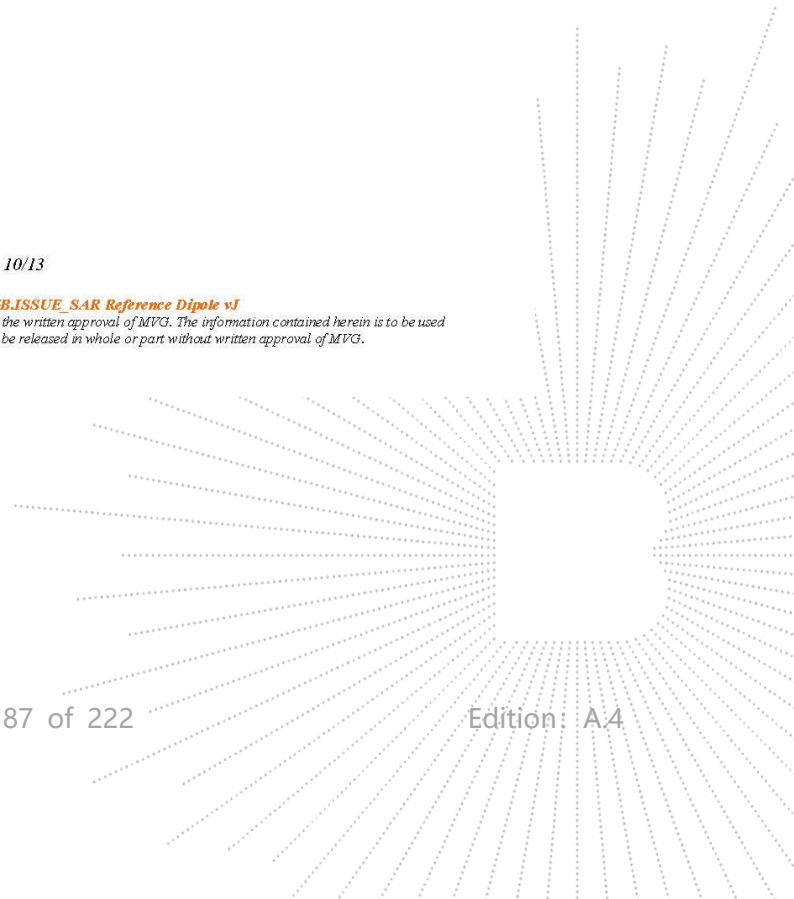 10/13
B.ISSUE_SAR Reference Dipole vJ
the written approval of MVG. The information contained herein is to be used
be released in whole or part without written approval of MVG.
87 of 222 Edition: A.4